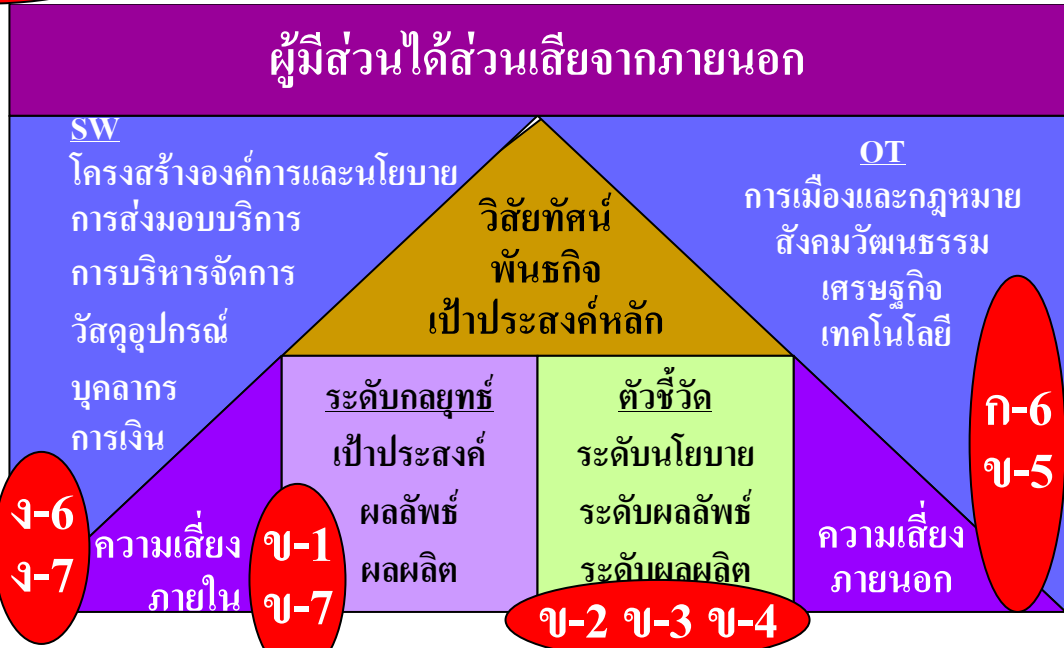 ผู้มีส่วนได้ส่วนเสียจากภายนอก
SW
โครงสร้างองค์การและนโยบาย
การส่งมอบบริการ
การบริหารจัดการ
วัสดุอุปกรณ์
บุคลากร
การเงิน
วิสัยทัศน์
พันธกิจ
เป้าประสงค์หลัก
OT
การเมืองและกฎหมาย
สังคมวัฒนธรรม
เศรษฐกิจ
เทคโนโลยี
ง-6
ง-7
ความเสี่ยง
ภายใน
ข-1
ข-7
ระดับกลยุทธ์
เป้าประสงค์
ผลลัพธ์
ผลผลิต
ตัวชี้วัด
ระดับนโยบาย
ระดับผลลัพธ์
ระดับผลผลิต
ข-2 ข-3 ข-4
ความเสี่ยง
ภายนอก
ก-6
ข-5